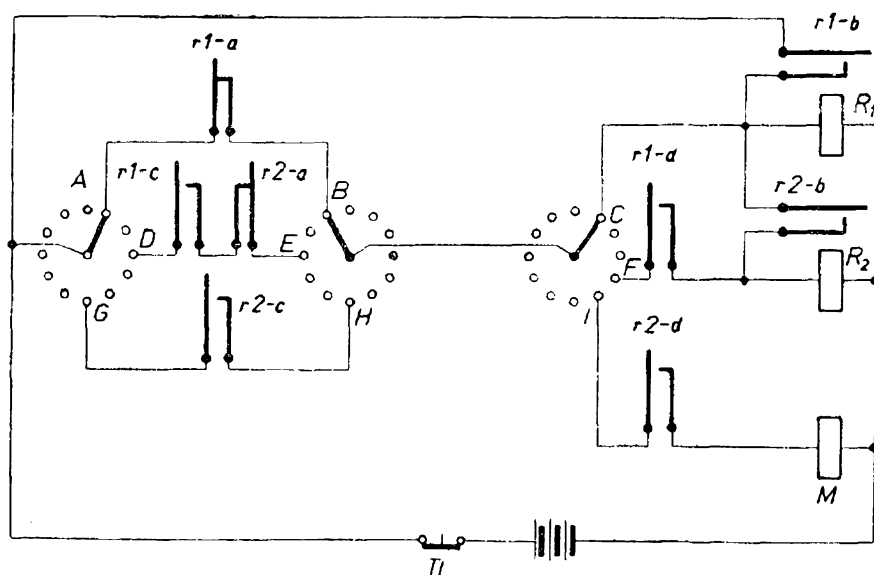 r1-a
r1-b
R1
A
r1-c
r2-a
B
C
r1-d
r2-b
D
E
F
R2
G
r2-c
H
I
r2-d
M
Tl